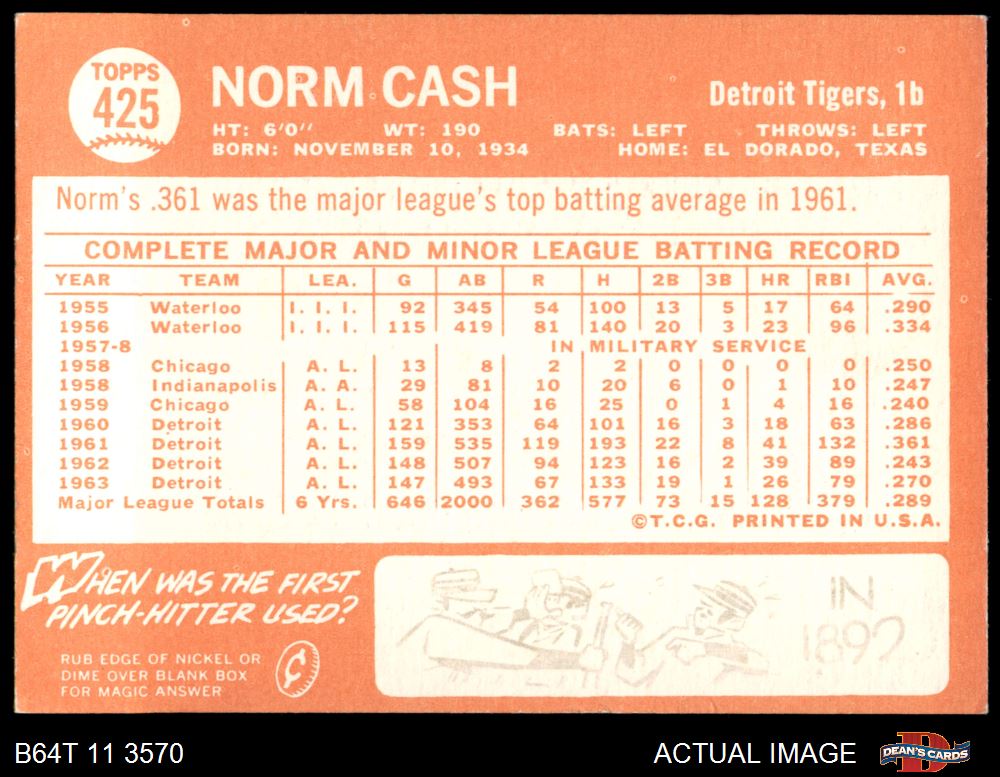 TOPPS
425
NORM CASH
Detroit Tigers, 1b
HT: 6'0" WT: 190 BATS: LEFT THROWS: LEFT
BORN: NOVEMBER 10, 1934 HOME: EL DORADO, TEXAS
Norm's .361 was the major league's top batting average in 1961.
COMPLETE MAJOR AND MINOR LEAGUE BATTING RECORD
YEAR TEAM LEA. G AB R H 2B 3B HR RBI AVG.
1955 Waterloo I. I. I. 92 345 54 100 13 5 17 64 .290
1956 Waterloo I. I. I. 115 419 81 140 20 3 23 96 .334
1957-8 IN MILITARY SERVICE
1958 Chicago A. L. 13 8 2 2 0 0 0 0 .250
1958 Indianapolis A. A. 29 81 10 20 6 0 1 10 .247
1959 Chicago A. L. 58 104 16 25 0 1 4 16 .240
1960 Detroit A. L. 121 353 64 101 16 3 18 63 .286
1961 Detroit A. L. 159 535 119 193 22 8 41 132 .361
1962 Detroit A. L. 148 507 94 123 16 2 39 89 .243
1963 Detroit A. L. 147 493 67 133 19 1 26 79 .270
Major League Totals 6 Yrs. 646 2000 362 577 73 15 128 379 .289
©T.C.G. PRINTED IN U.S.A.
WHEN WAS THE FIRST
PINCH-HITTER USED?
RUB EDGE OF NICKEL OR
DIME OVER BLANK BOX
FOR MAGIC ANSWER
¢
IN
1892
B64T 11 3570
ACTUAL IMAGE
DEAN'S CARDS